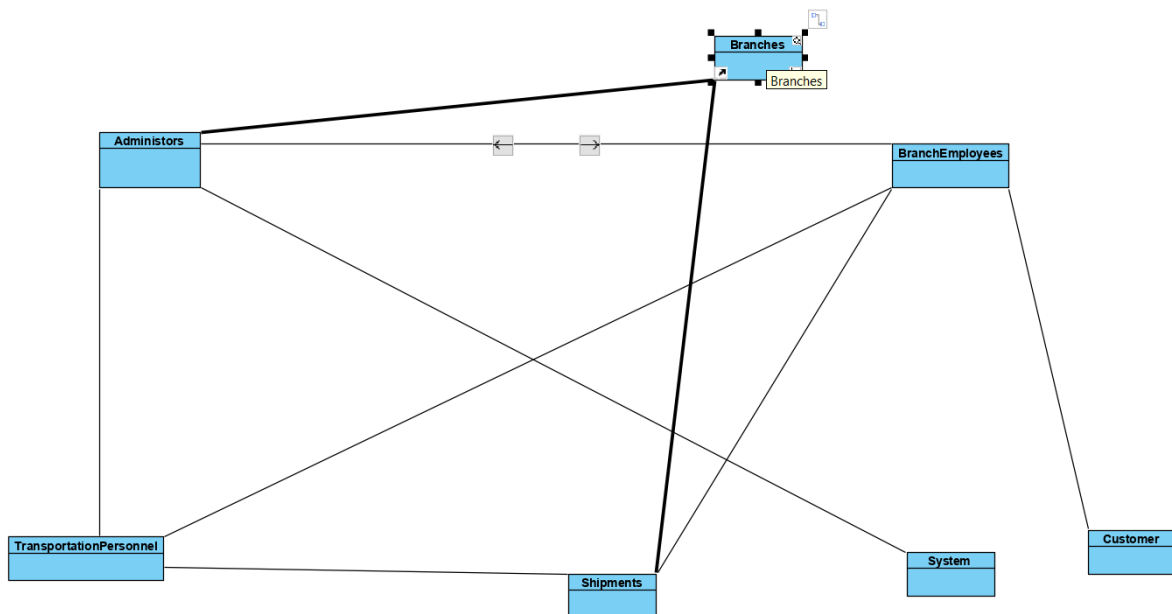 Branches
Branches
Administors
BranchEmployees
TransportationPersonnel
Shipments
System
Customer